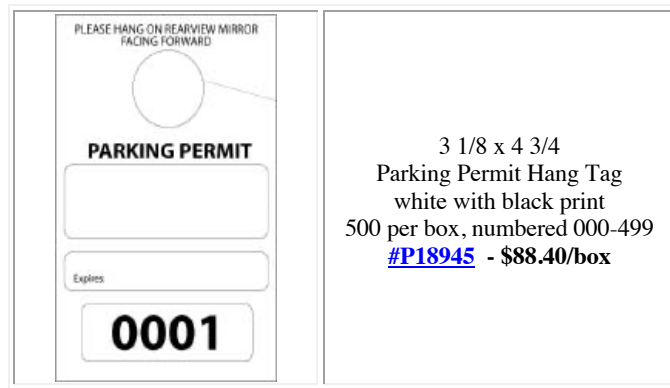 PLEASE HANG ON REARVIEW MIRROR
FACING FORWARD
PARKING PERMIT
Expires:
0001
3 1/8 x 4 3/4
Parking Permit Hang Tag
white with black print
500 per box, numbered 000-499
#P18945 - $88.40/box